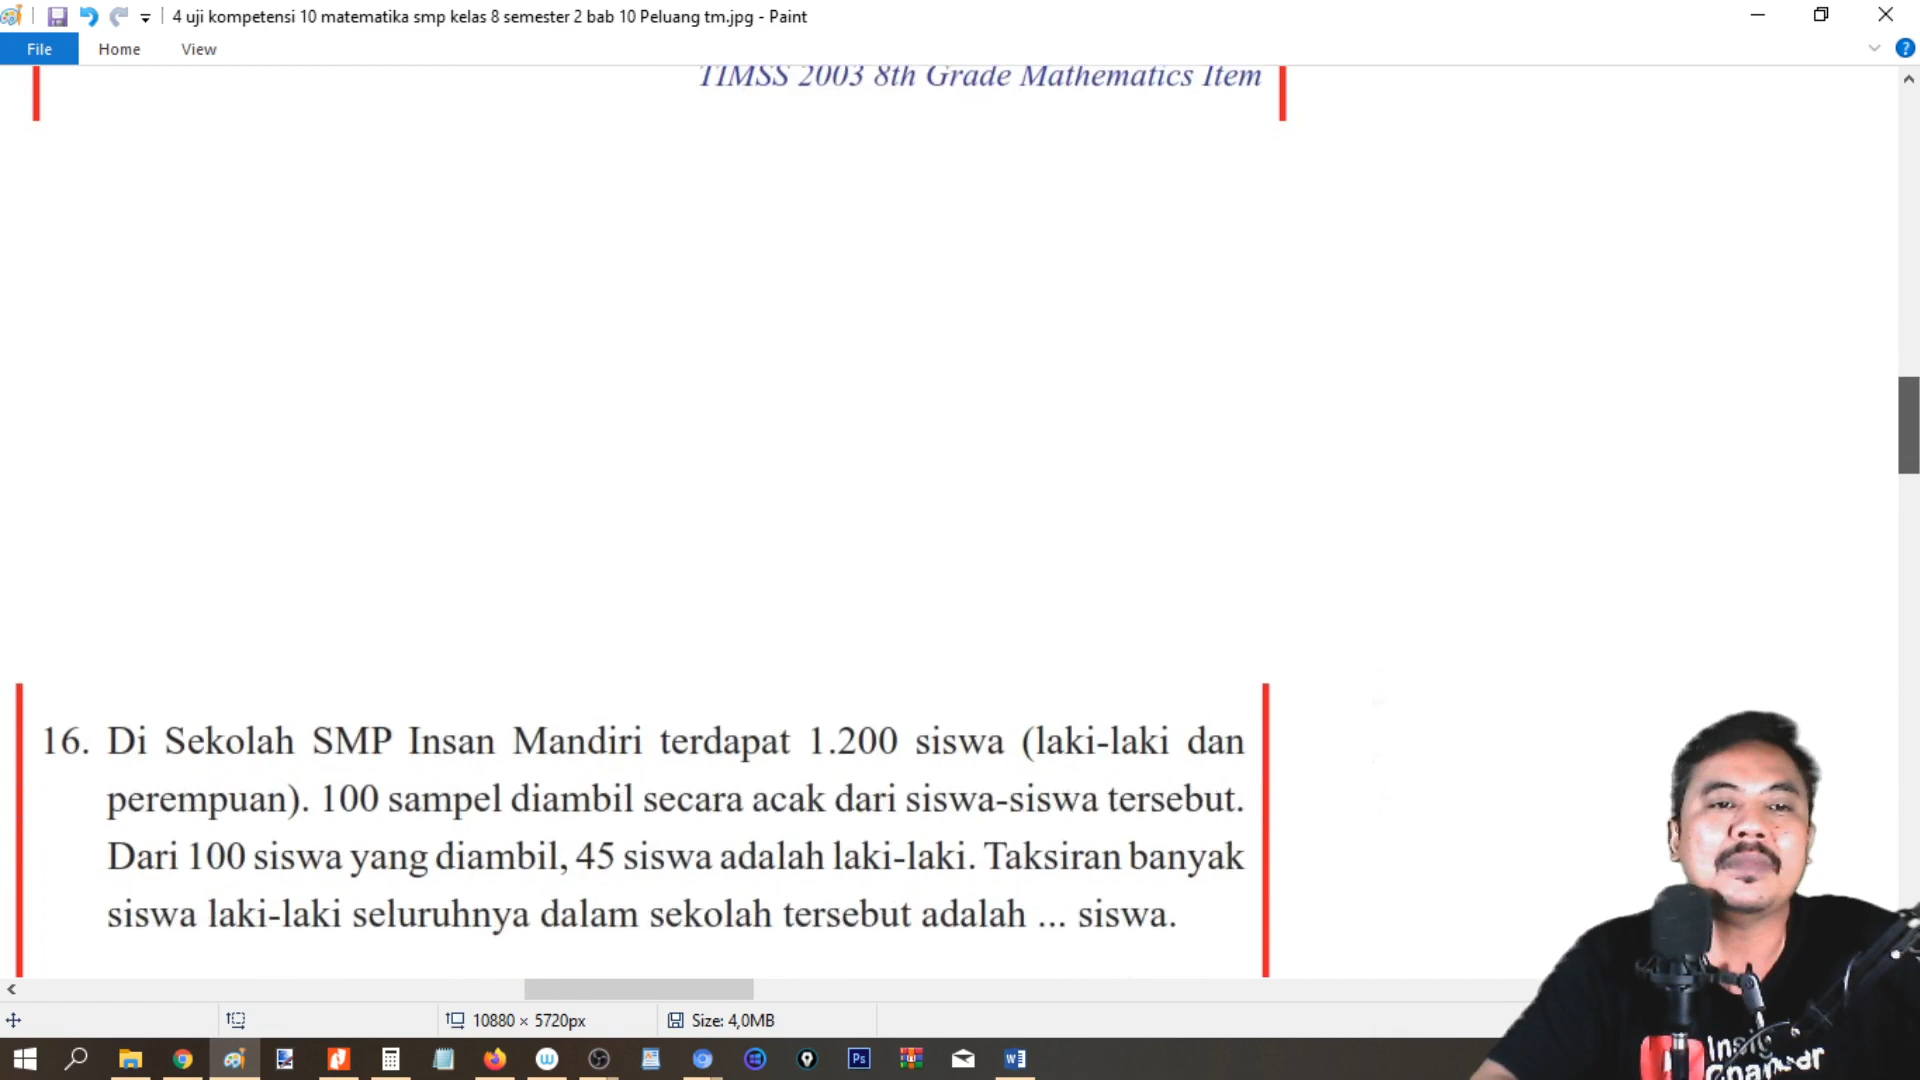 4 uji kompetensi 10 matematika smp kelas 8 semester 2 bab 10 Peluang tm.jpg - Paint
File Home View
TIMSS 2003 8th Grade Mathematics Item
16. Di Sekolah SMP Insan Mandiri terdapat 1.200 siswa (laki-laki dan
perempuan). 100 sampel diambil secara acak dari siswa-siswa tersebut.
Dari 100 siswa yang diambil, 45 siswa adalah laki-laki. Taksiran banyak
siswa laki-laki seluruhnya dalam sekolah tersebut adalah ... siswa.
10880 × 5720px
Size: 4,0MB
Ps